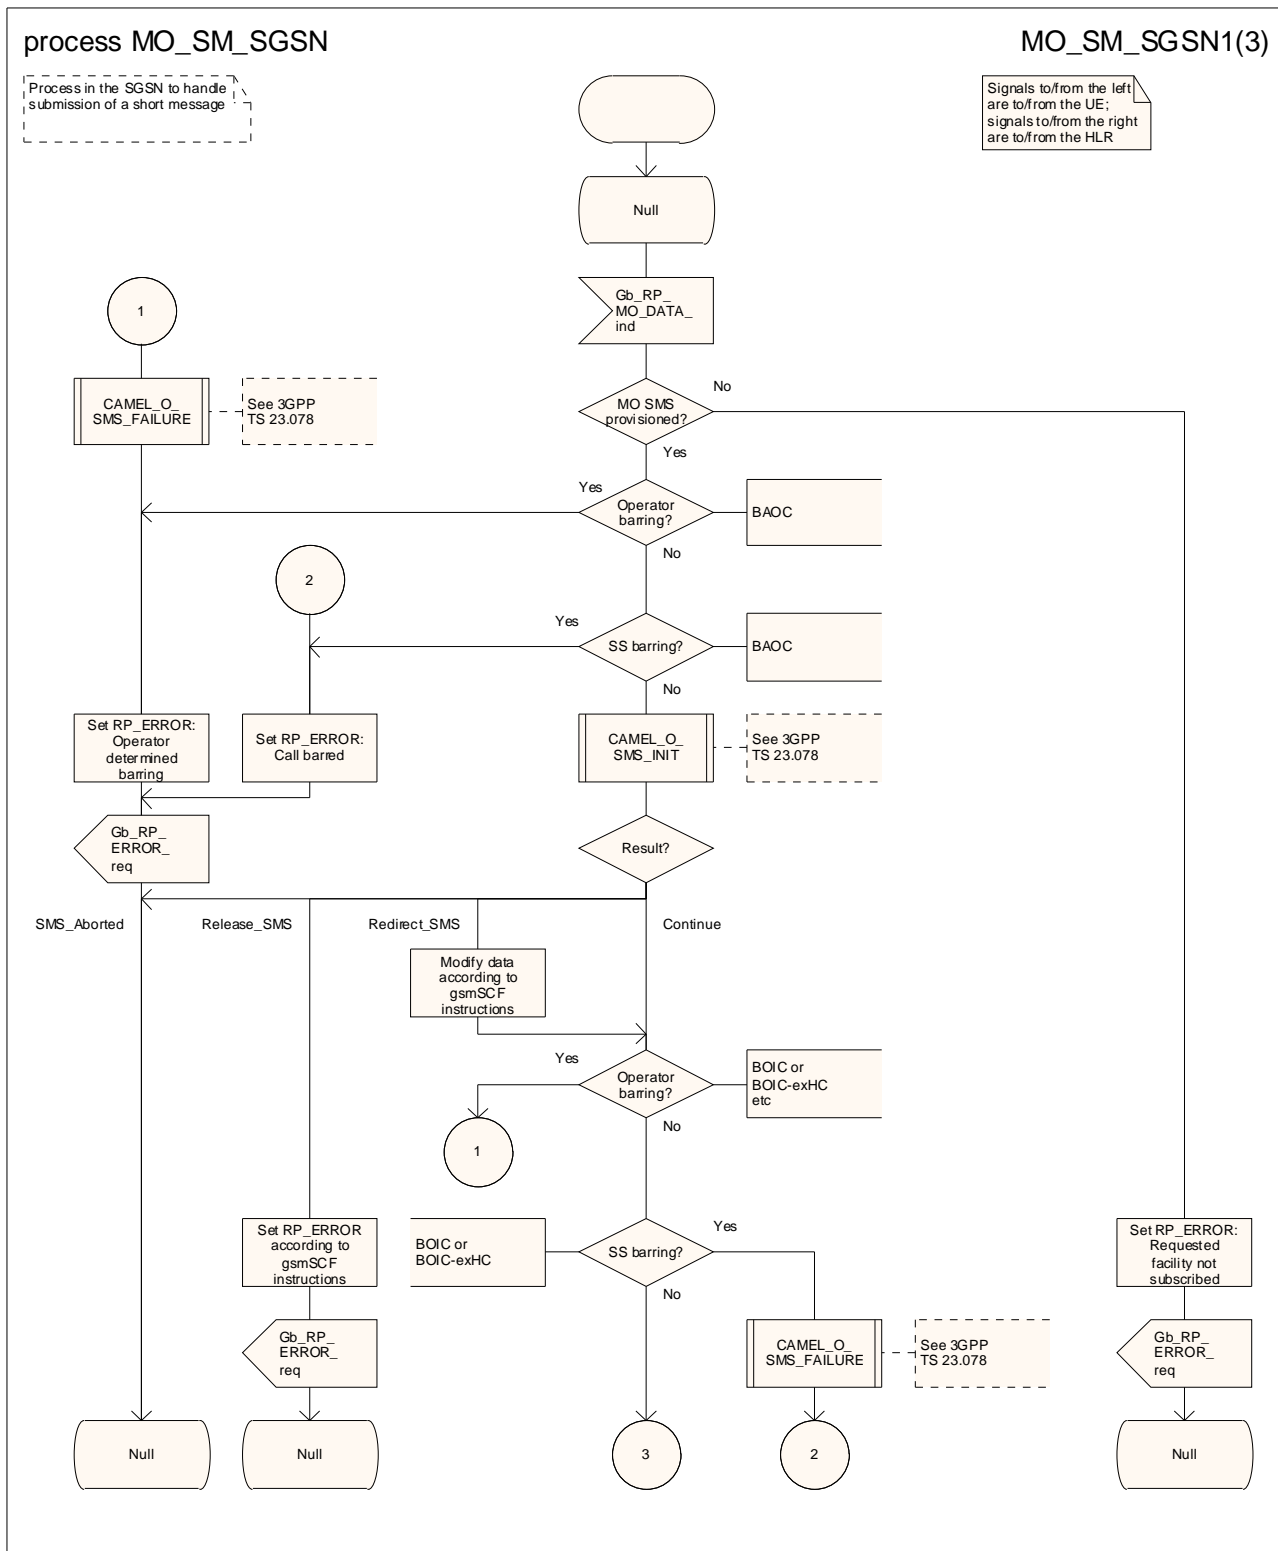 process MO_SM_SGSN
MO_SM_SGSN1(3)
Process in the SGSN to handle
submission of a short message
Signals to/from the left
are to/from the UE;
signals to/from the right
are to/from the HLR
Null
Gb_RP_
MO_DATA_
ind
1
CAMEL_O_
SMS_FAILURE
See 3GPP
TS 23.078
MO SMS
provisioned?
No
Yes
Yes
Operator
barring?
BAOC
No
2
Yes
SS barring?
BAOC
No
Set RP_ERROR:
Operator
determined
barring
Set RP_ERROR:
Call barred
CAMEL_O_
SMS_INIT
See 3GPP
TS 23.078
Gb_RP_
ERROR_
req
Result?
SMS_Aborted
Release_SMS
Redirect_SMS
Continue
Modify data
according to
gsmSCF
instructions
Yes
Operator
barring?
BOIC or
BOIC-exHC
etc
No
1
Set RP_ERROR
according to
gsmSCF
instructions
BOIC or
BOIC-exHC
SS barring?
Yes
No
Set RP_ERROR:
Requested
facility not
subscribed
Gb_RP_
ERROR_
req
CAMEL_O_
SMS_FAILURE
See 3GPP
TS 23.078
Gb_RP_
ERROR_
req
Null
Null
3
2
Null